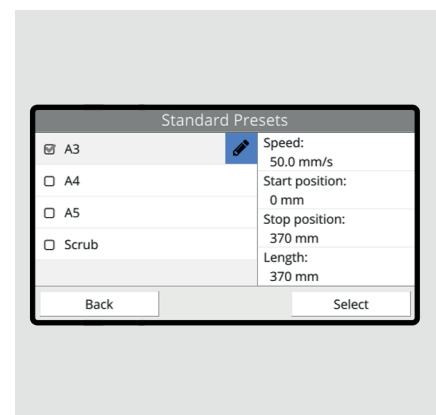 Standard Presets
A3
A4
A5
Scrub
Speed:
50.0 mm/s
Start position:
0 mm
Stop position:
370 mm
Length:
370 mm
Back
Select